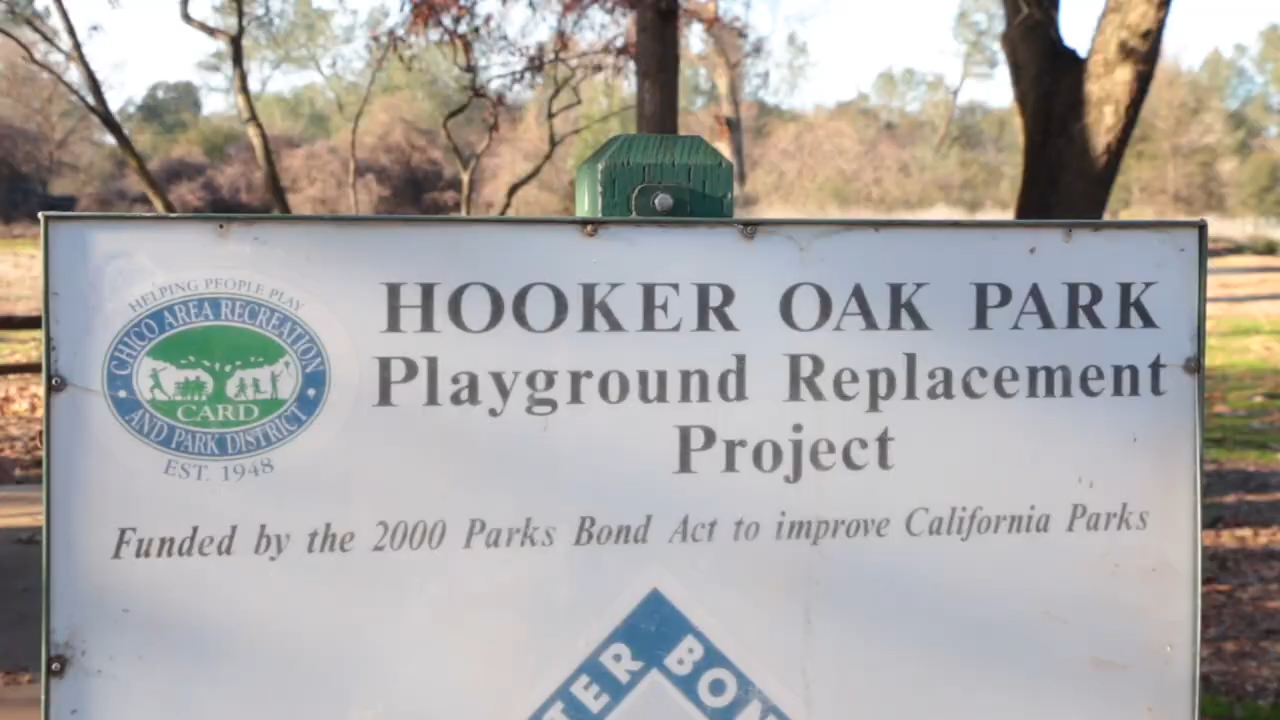 HELPING PEOPLE PLAY
CHICO AREA RECREATION
AND PARK DISTRICT
CARD
EST. 1948
HOOKER OAK PARK
Playground Replacement
Project
Funded by the 2000 Parks Bond Act to improve California Parks